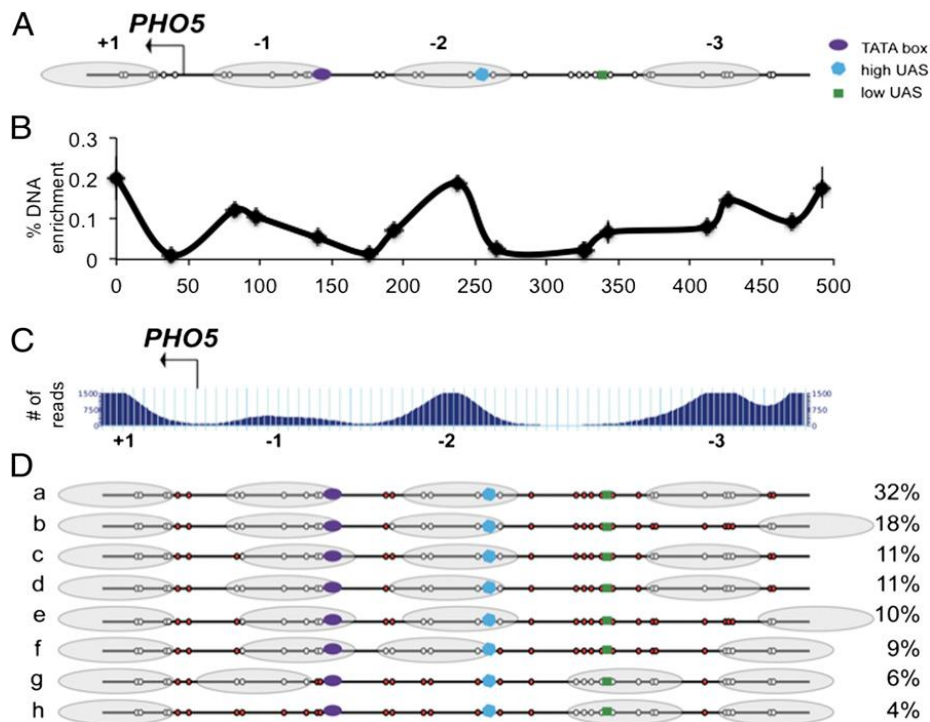 A
PHO5
+1 -1 -2 -3
TATA box
high UAS
low UAS
B
% DNA
enrichment
0.3
0.2
0.1
0
0 50 100 150 200 250 300 350 400 450 500
C
PHO5
# of
reads
1500
750
0
1500
750
0
+1 -1 -2 -3
D
a 32%
b 18%
c 11%
d 11%
e 10%
f 9%
g 6%
h 4%